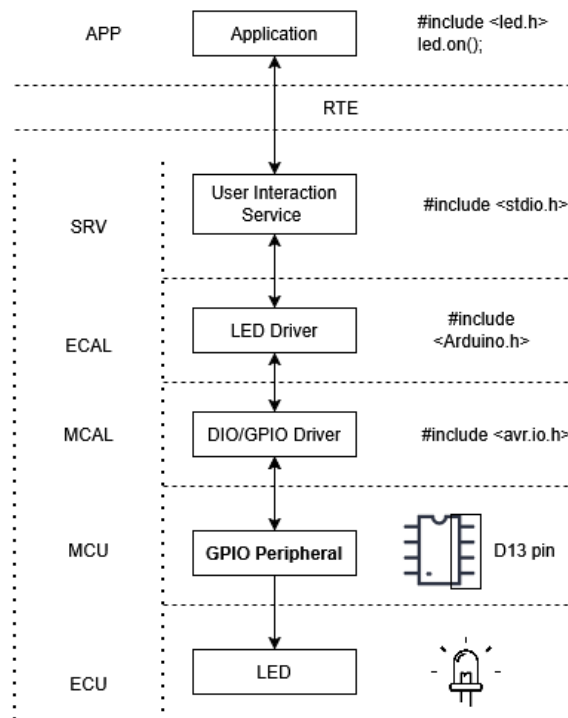 APP
Application
#include <led.h>
led.on();
RTE
SRV
User Interaction
Service
#include <stdio.h>
ECAL
LED Driver
#include
<Arduino.h>
MCAL
DIO/GPIO Driver
#include <avr.io.h>
MCU
GPIO Peripheral
D13 pin
ECU
LED